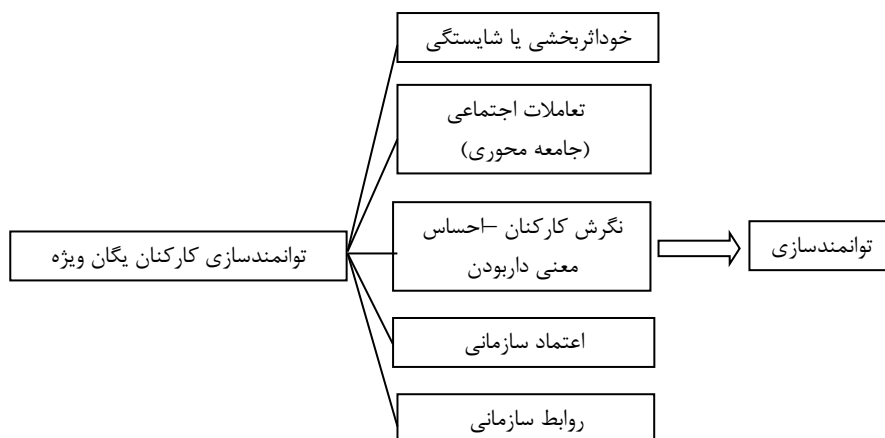 خوداثربخشی یا شایستگی
تعاملات اجتماعی
(جامعه محوری)
توانمندسازی کارکنان یگان ویژه
نگرش کارکنان –احساس
معنی داربودن
توانمندسازی
اعتماد سازمانی
روابط سازمانی